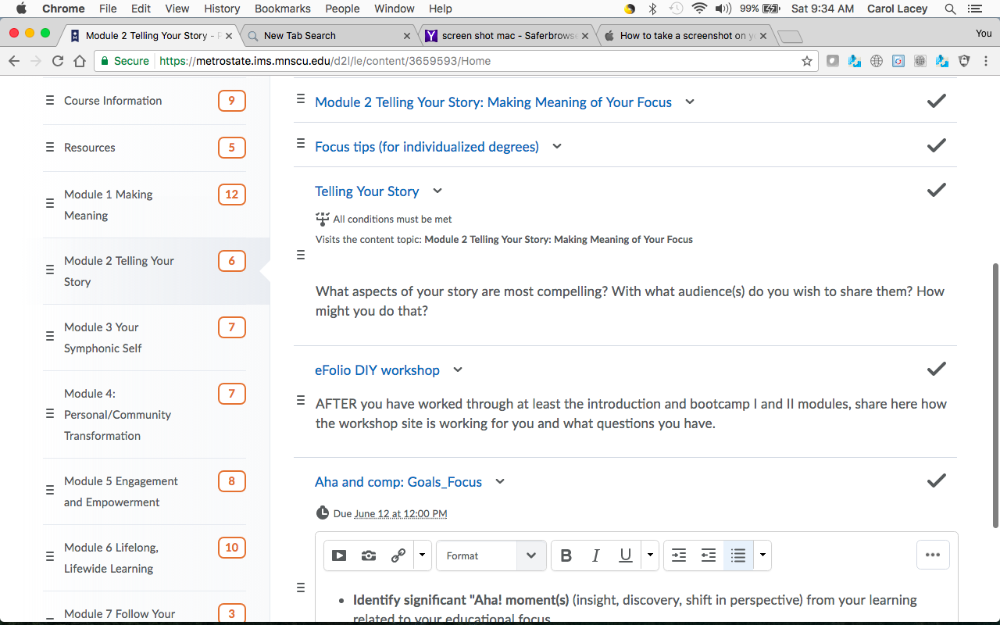 Chrome File Edit View History Bookmarks People Window Help 99% Sat 9:34 AM Carol Lacey
Module 2 Telling Your Story - F New Tab Search screen shot mac - Saferbrowse How to take a screenshot on yo You
Secure https://metrostate.ims.mnscu.edu/d2l/le/content/3659593/Home
Course Information 9
Resources 5
Module 1 Making 12
Meaning
Module 2 Telling Your 6
Story
Module 3 Your 7
Symphonic Self
Module 4: 7
Personal/Community
Transformation
Module 5 Engagement 8
and Empowerment
Module 6 Lifelong, 10
Lifewide Learning
Module 7 Follow Your 3
Module 2 Telling Your Story: Making Meaning of Your Focus
Focus tips (for individualized degrees)
Telling Your Story
All conditions must be met
Visits the content topic: Module 2 Telling Your Story: Making Meaning of Your Focus
What aspects of your story are most compelling? With what audience(s) do you wish to share them? How
might you do that?
eFolio DIY workshop
AFTER you have worked through at least the introduction and bootcamp I and II modules, share here how
the workshop site is working for you and what questions you have.
Aha and comp: Goals_Focus
Due June 12 at 12:00 PM
Format B I U
• Identify significant "Aha! moment(s) (insight, discovery, shift in perspective) from your learning
related to your educational focus